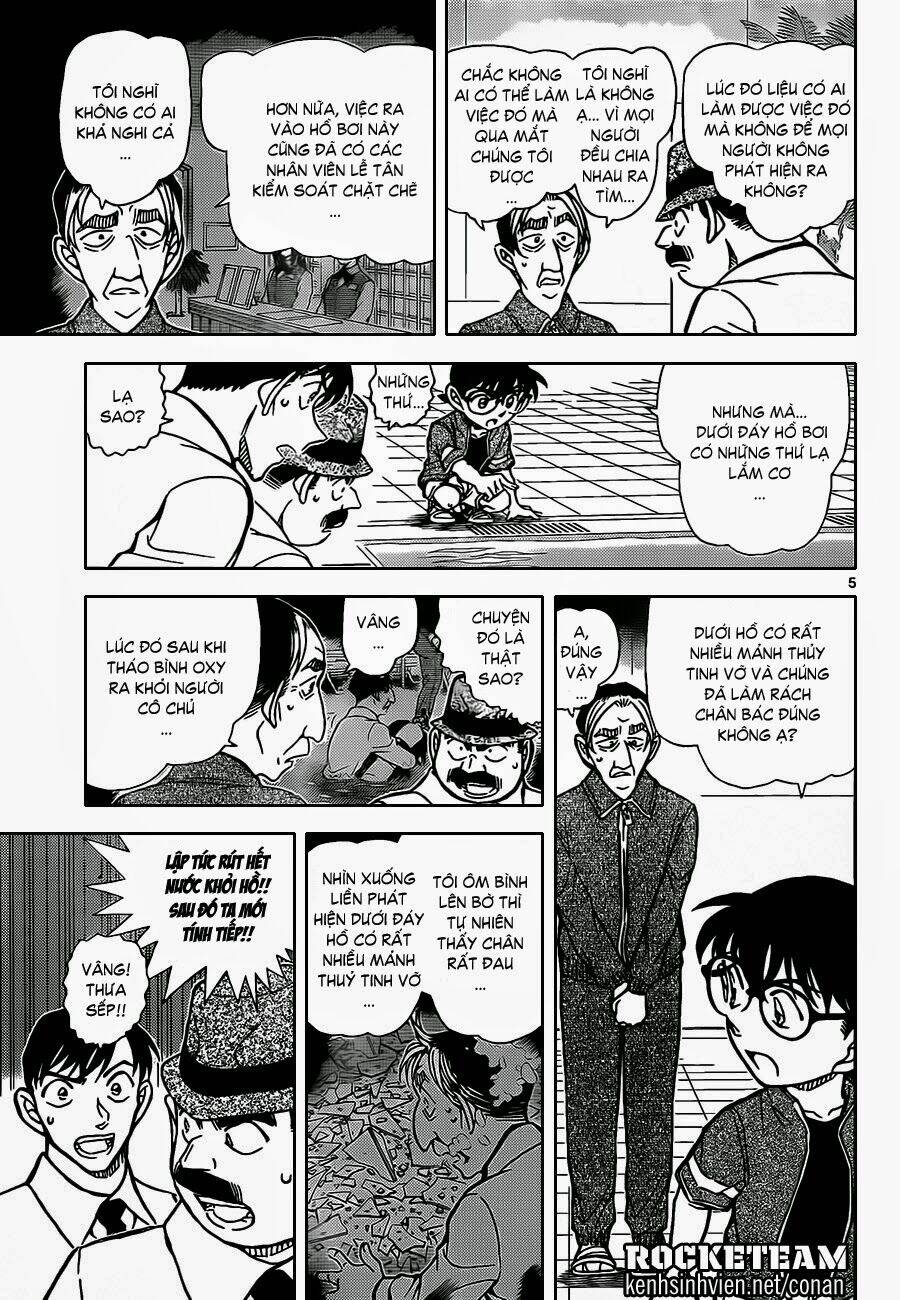 LÚC ĐÓ LIỆU CÓ AI
LÀM ĐƯỢC VIỆC ĐÓ
MÀ KHÔNG ĐỂ MỌI
NGƯỜI KHÔNG
PHÁT HIỆN RA
KHÔNG?
TÔI NGHĨ
LÀ KHÔNG
Ạ... VÌ MỌI
NGƯỜI
ĐỀU CHIA
NHAU RA
TÌM...
CHẮC KHÔNG
AI CÓ THỂ LÀM
VIỆC ĐÓ MÀ
QUA MẮT
CHÚNG TÔI
ĐƯỢC
...
HƠN NỮA, VIỆC RA
VÀO HỒ BƠI NÀY
CŨNG ĐÃ CÓ CÁC
NHÂN VIÊN LỄ TÂN
KIỂM SOÁT CHẶT CHẼ
...
TÔI NGHĨ
KHÔNG CÓ AI
KHẢ NGHI CẢ
...
NHƯNG MÀ...
DƯỚI ĐÁY HỒ BƠI
CÓ NHỮNG THỨ LẠ
LẮM CƠ
...
NHỮNG
THỨ...
LẠ
SAO?
5
DƯỚI HỒ CÓ RẤT
NHIỀU MẢNH THỦY
TINH VỠ VÀ CHÚNG
ĐÃ LÀM RÁCH
CHÂN BÁC ĐÚNG
KHÔNG Ạ?
A,
ĐÚNG
VẬY
...
CHUYỆN
ĐÓ LÀ
THẬT
SAO?
VÂNG
...
LÚC ĐÓ SAU KHI
THÁO BÌNH OXY
RA KHỎI NGƯỜI
CÔ CHỦ
...
TÔI ÔM BÌNH
LÊN BỜ THÌ
TỰ NHIÊN
THẤY CHÂN
RẤT ĐAU
...
NHÌN XUỐNG
LIỀN PHÁT
HIỆN DƯỚI ĐÁY
HỒ CÓ RẤT
NHIỀU MẢNH
THUỶ TINH VỠ
...
LẬP TỨC RÚT HẾT
NƯỚC KHỎI HỒ!!
SAU ĐÓ TA MỚI
TÍNH TIẾP!!
VÂNG!
THƯA
SẾP!!
ROCKETEAM
kenhsinhvien.net/conan